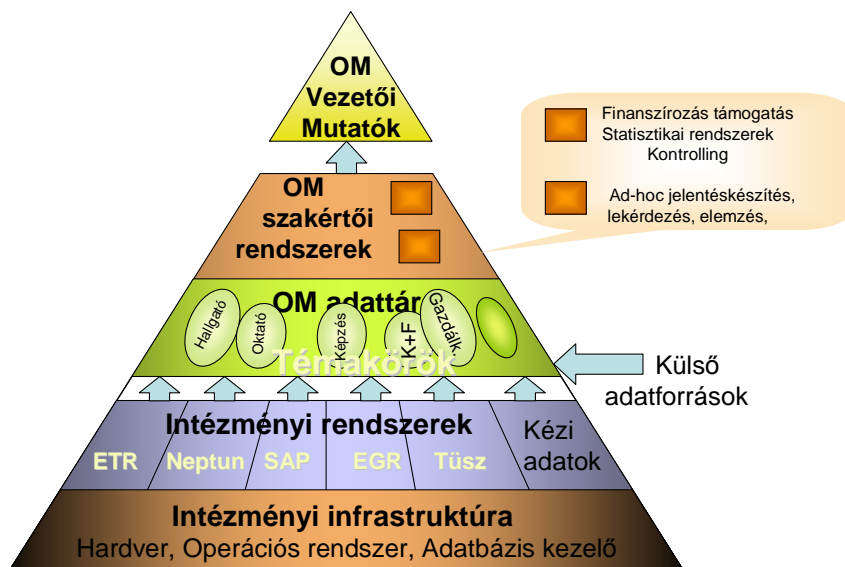 OM
Vezetői
Mutatók
Finanszírozás támogatás
Statisztikai rendszerek
Kontrolling
Ad-hoc jelentéskészítés,
lekérdezés, elemzés,
OM
szakértői
rendszerek
OM adattár
Hallgató
Oktató
Képzés
K+F
Gazdálk.
Témakörök
Külső
adatforrások
Intézményi rendszerek
ETR
Neptun
SAP
EGR
Tüsz
Kézi
adatok
Intézményi infrastruktúra
Hardver, Operációs rendszer, Adatbázis kezelő